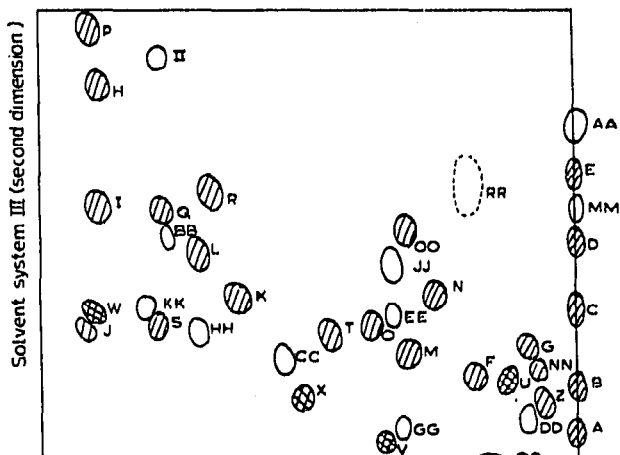 Solvent system III (second dimension)
P
II
H
AA
E
I
Q
R
RR
MM
BB
L
OO
D
JJ
K
N
W
KK
C
J
S
HH
T
O
EE
M
G
CC
F
U
NN
B
X
Z
GG
DD
A
V